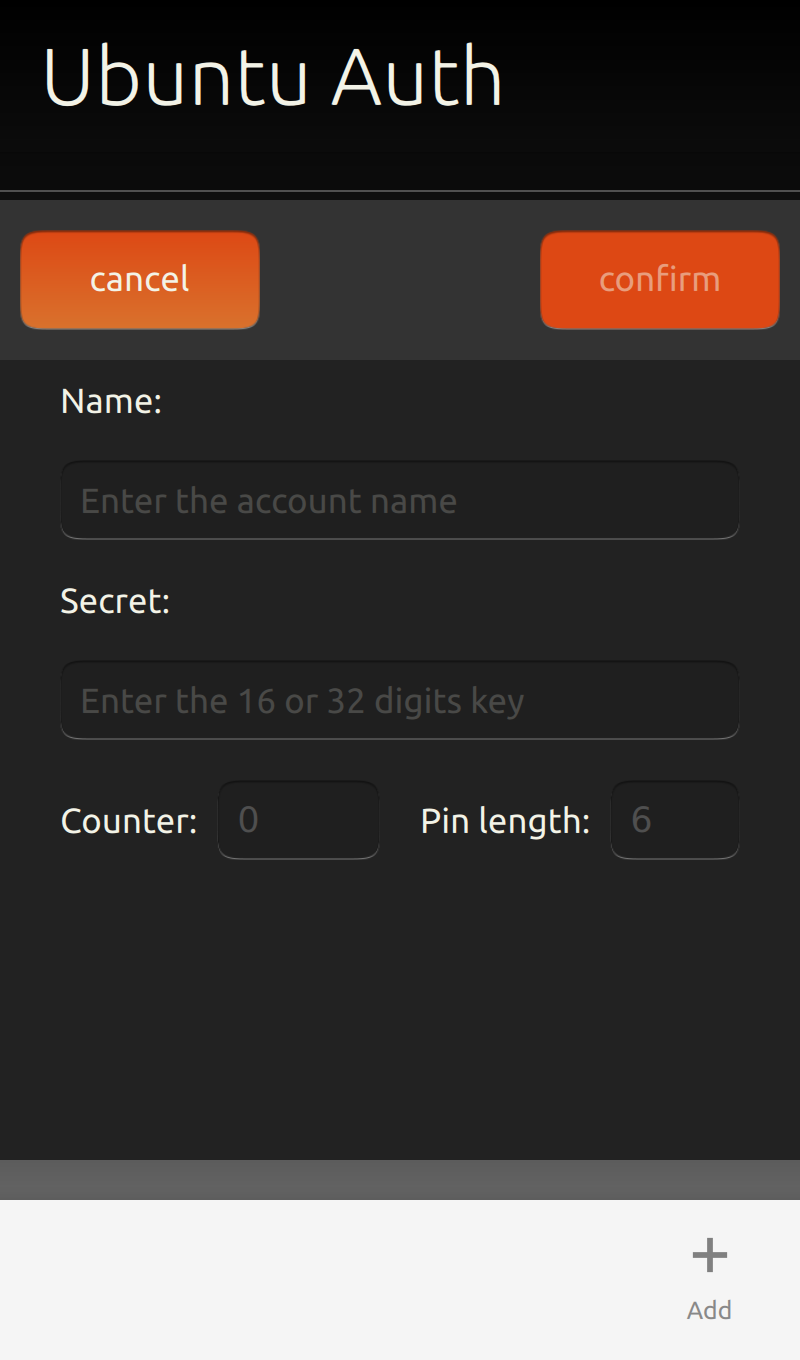 Ubuntu Auth
cancel confirm
Name:
Enter the account name
Secret:
Enter the 16 or 32 digits key
Counter: 0 Pin length: 6
Add